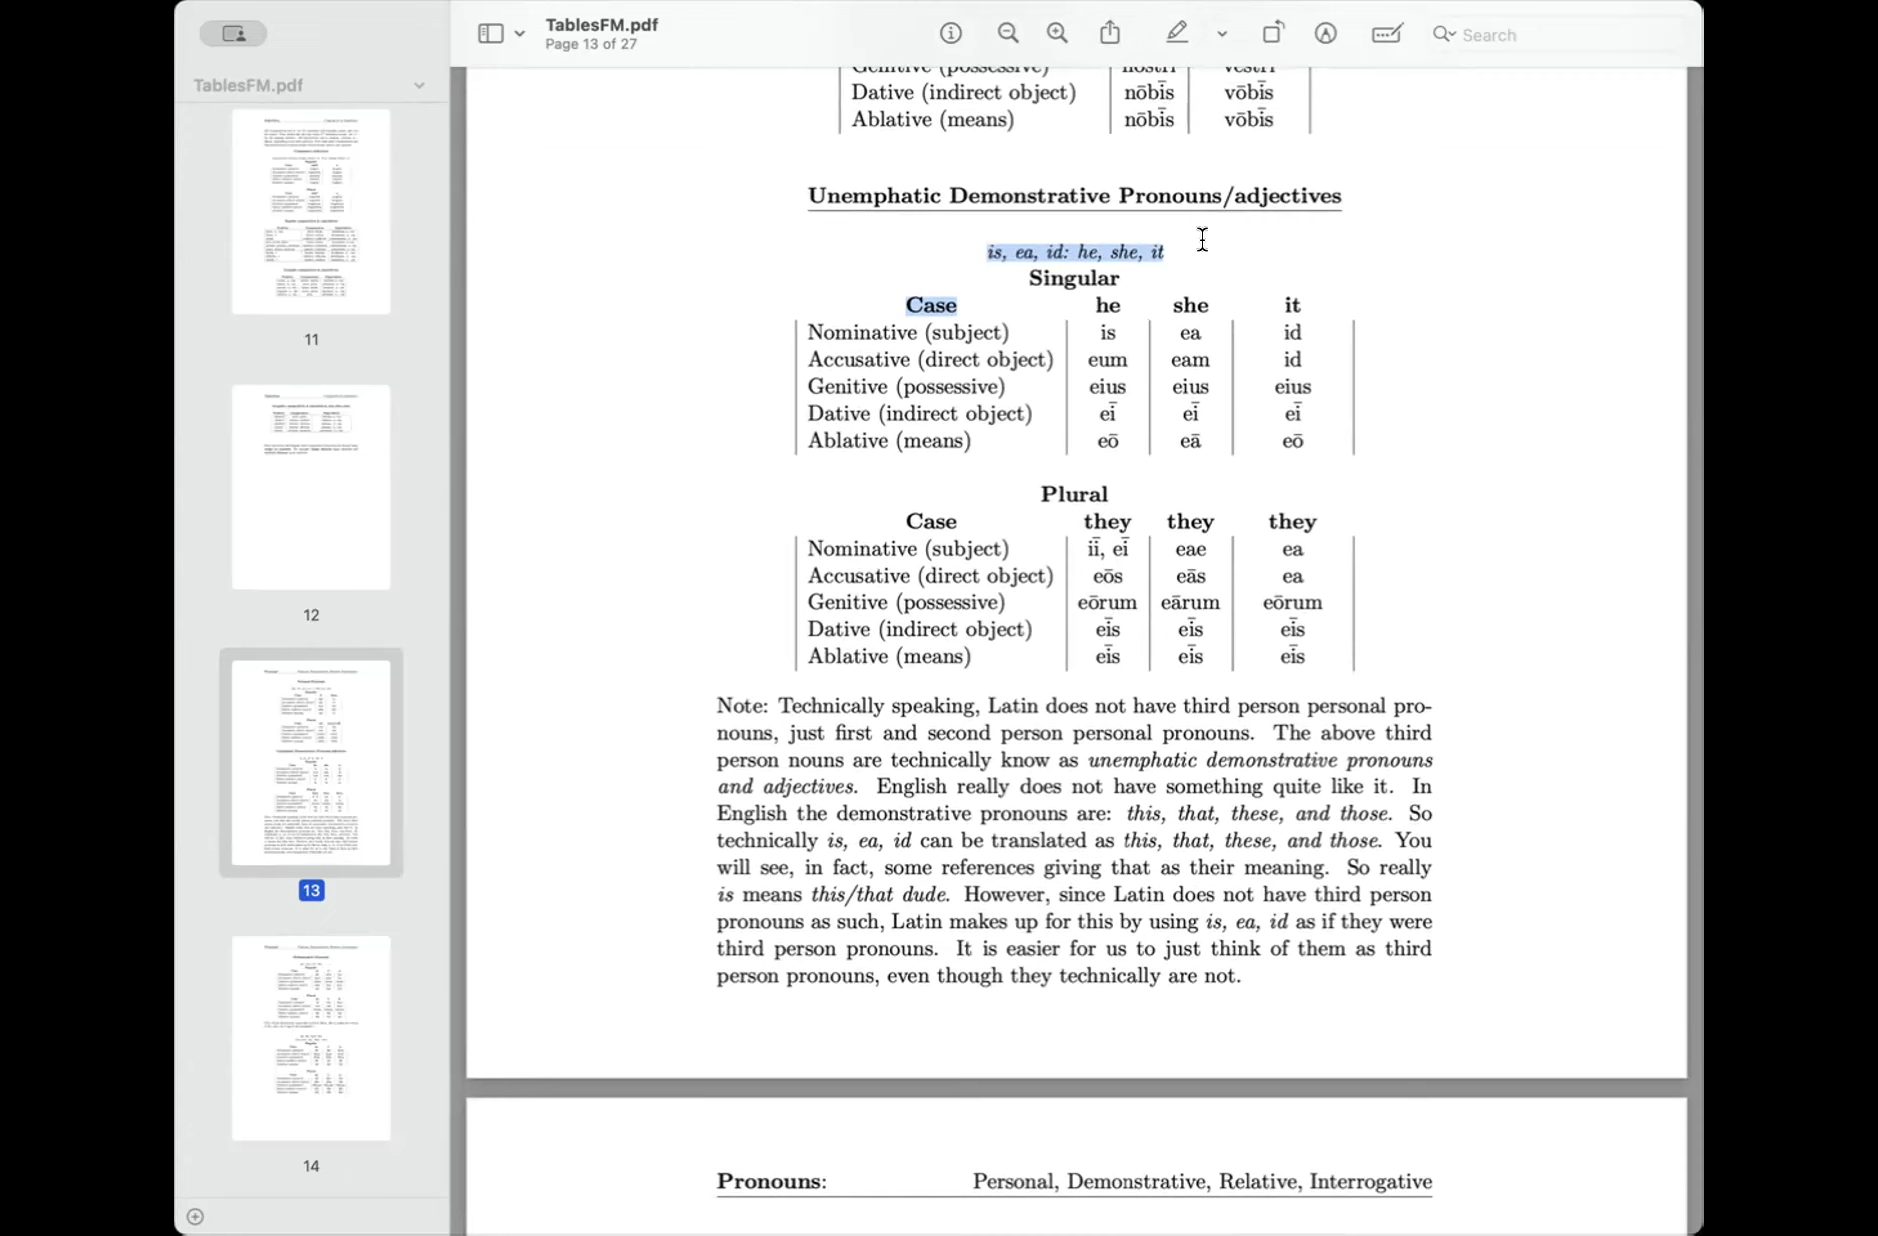 TablesFM.pdf
Page 13 of 27
Search
TablesFM.pdf
11
12
13
14
Genitive (possessive) nostrī vestrī
Dative (indirect object) nōbīs vōbīs
Ablative (means) nōbīs vōbīs
Unemphatic Demonstrative Pronouns/adjectives
is, ea, id: he, she, it
Singular
Case he she it
Nominative (subject) is ea id
Accusative (direct object) eum eam id
Genitive (possessive) eius eius eius
Dative (indirect object) eī eī eī
Ablative (means) eō eā eō
Plural
Case they they they
Nominative (subject) iī, eī eae ea
Accusative (direct object) eōs eās ea
Genitive (possessive) eōrum eārum eōrum
Dative (indirect object) eīs eīs eīs
Ablative (means) eīs eīs eīs
Note: Technically speaking, Latin does not have third person personal pro-
nouns, just first and second person personal pronouns. The above third
person nouns are technically know as unemphatic demonstrative pronouns
and adjectives. English really does not have something quite like it. In
English the demonstrative pronouns are: this, that, these, and those. So
technically is, ea, id can be translated as this, that, these, and those. You
will see, in fact, some references giving that as their meaning. So really
is means this/that dude. However, since Latin does not have third person
pronouns as such, Latin makes up for this by using is, ea, id as if they were
third person pronouns. It is easier for us to just think of them as third
person pronouns, even though they technically are not.
Pronouns: Personal, Demonstrative, Relative, Interrogative